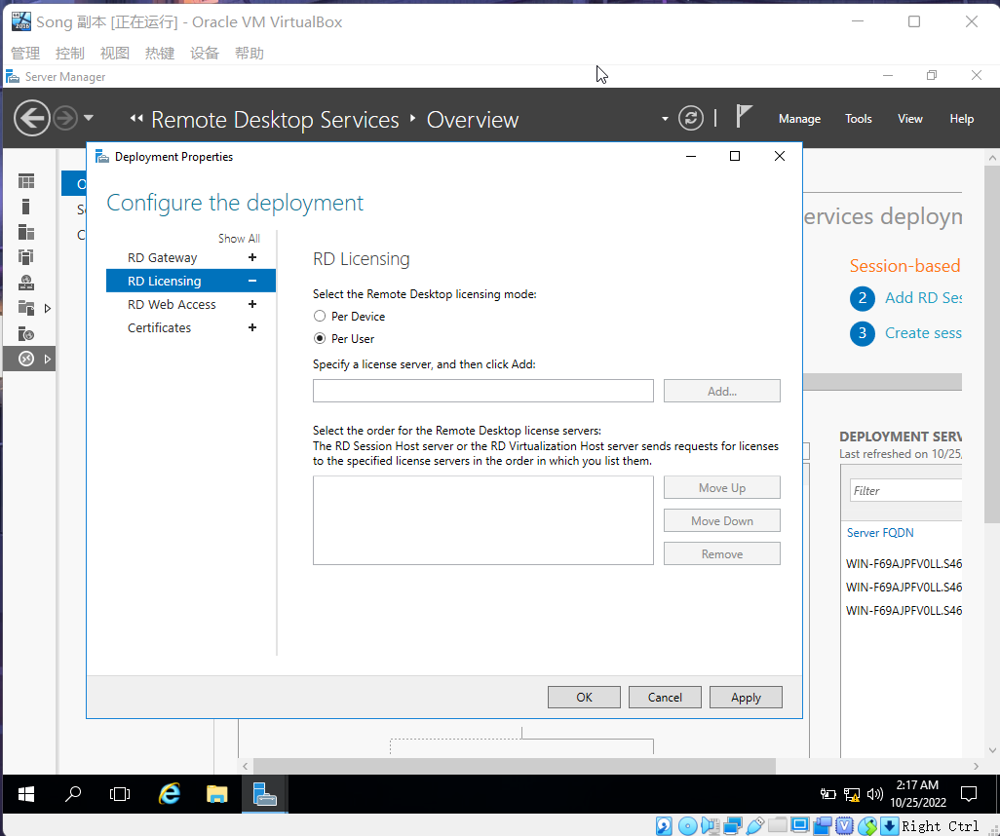 Song 副本 [正在运行] - Oracle VM VirtualBox
管理 控制 视图 热键 设备 帮助
Server Manager
Remote Desktop Services Overview
Manage Tools View Help
Deployment Properties
Configure the deployment
Show All
RD Gateway +
RD Licensing −
RD Web Access +
Certificates +
RD Licensing
Select the Remote Desktop licensing mode:
Per Device
Per User
Specify a license server, and then click Add:
Add...
Select the order for the Remote Desktop license servers:
The RD Session Host server or the RD Virtualization Host server sends requests for licenses
to the specified license servers in the order in which you list them.
Move Up
Move Down
Remove
OK Cancel Apply
ervices deploym
Session-based
2 Add RD Ses
3 Create sess
DEPLOYMENT SERV
Last refreshed on 10/25/
Filter
Server FQDN
WIN-F69AJPFV0LL.S46
WIN-F69AJPFV0LL.S46
WIN-F69AJPFV0LL.S46
2:17 AM
10/25/2022
Right Ctrl